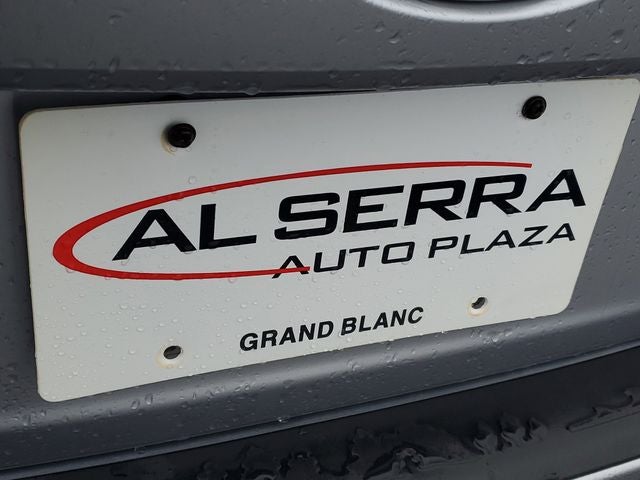 AL SERRA
AUTO PLAZA
GRAND BLANC